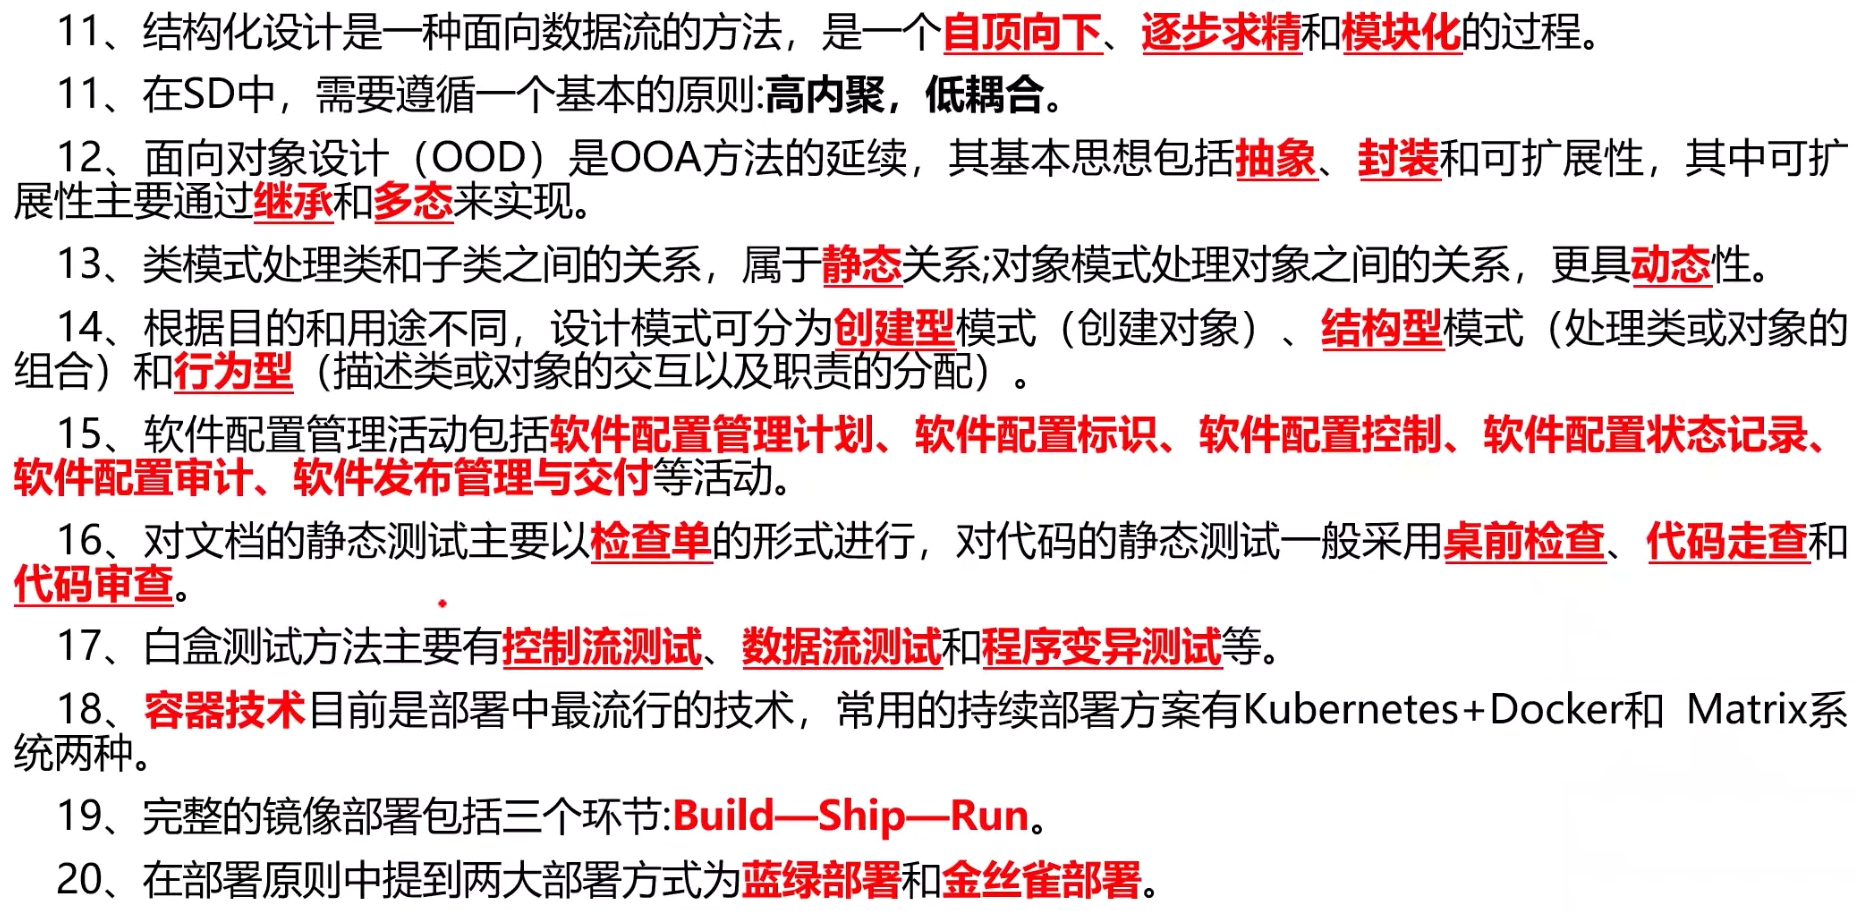 11、结构化设计是一种面向数据流的方法，是一个自顶向下、逐步求精和模块化的过程。
11、在SD中，需要遵循一个基本的原则:高内聚，低耦合。
12、面向对象设计（OOD）是OOA方法的延续，其基本思想包括抽象、封装和可扩展性，其中可扩
展性主要通过继承和多态来实现。
13、类模式处理类和子类之间的关系，属于静态关系;对象模式处理对象之间的关系，更具动态性。
14、根据目的和用途不同，设计模式可分为创建型模式（创建对象）、结构型模式（处理类或对象的
组合）和行为型（描述类或对象的交互以及职责的分配）。
15、软件配置管理活动包括软件配置管理计划、软件配置标识、软件配置控制、软件配置状态记录、
软件配置审计、软件发布管理与交付等活动。
16、对文档的静态测试主要以检查单的形式进行，对代码的静态测试一般采用桌前检查、代码走查和
代码审查。
17、白盒测试方法主要有控制流测试、数据流测试和程序变异测试等。
18、容器技术目前是部署中最流行的技术，常用的持续部署方案有Kubernetes+Docker和 Matrix系
统两种。
19、完整的镜像部署包括三个环节:Build—Ship—Run。
20、在部署原则中提到两大部署方式为蓝绿部署和金丝雀部署。